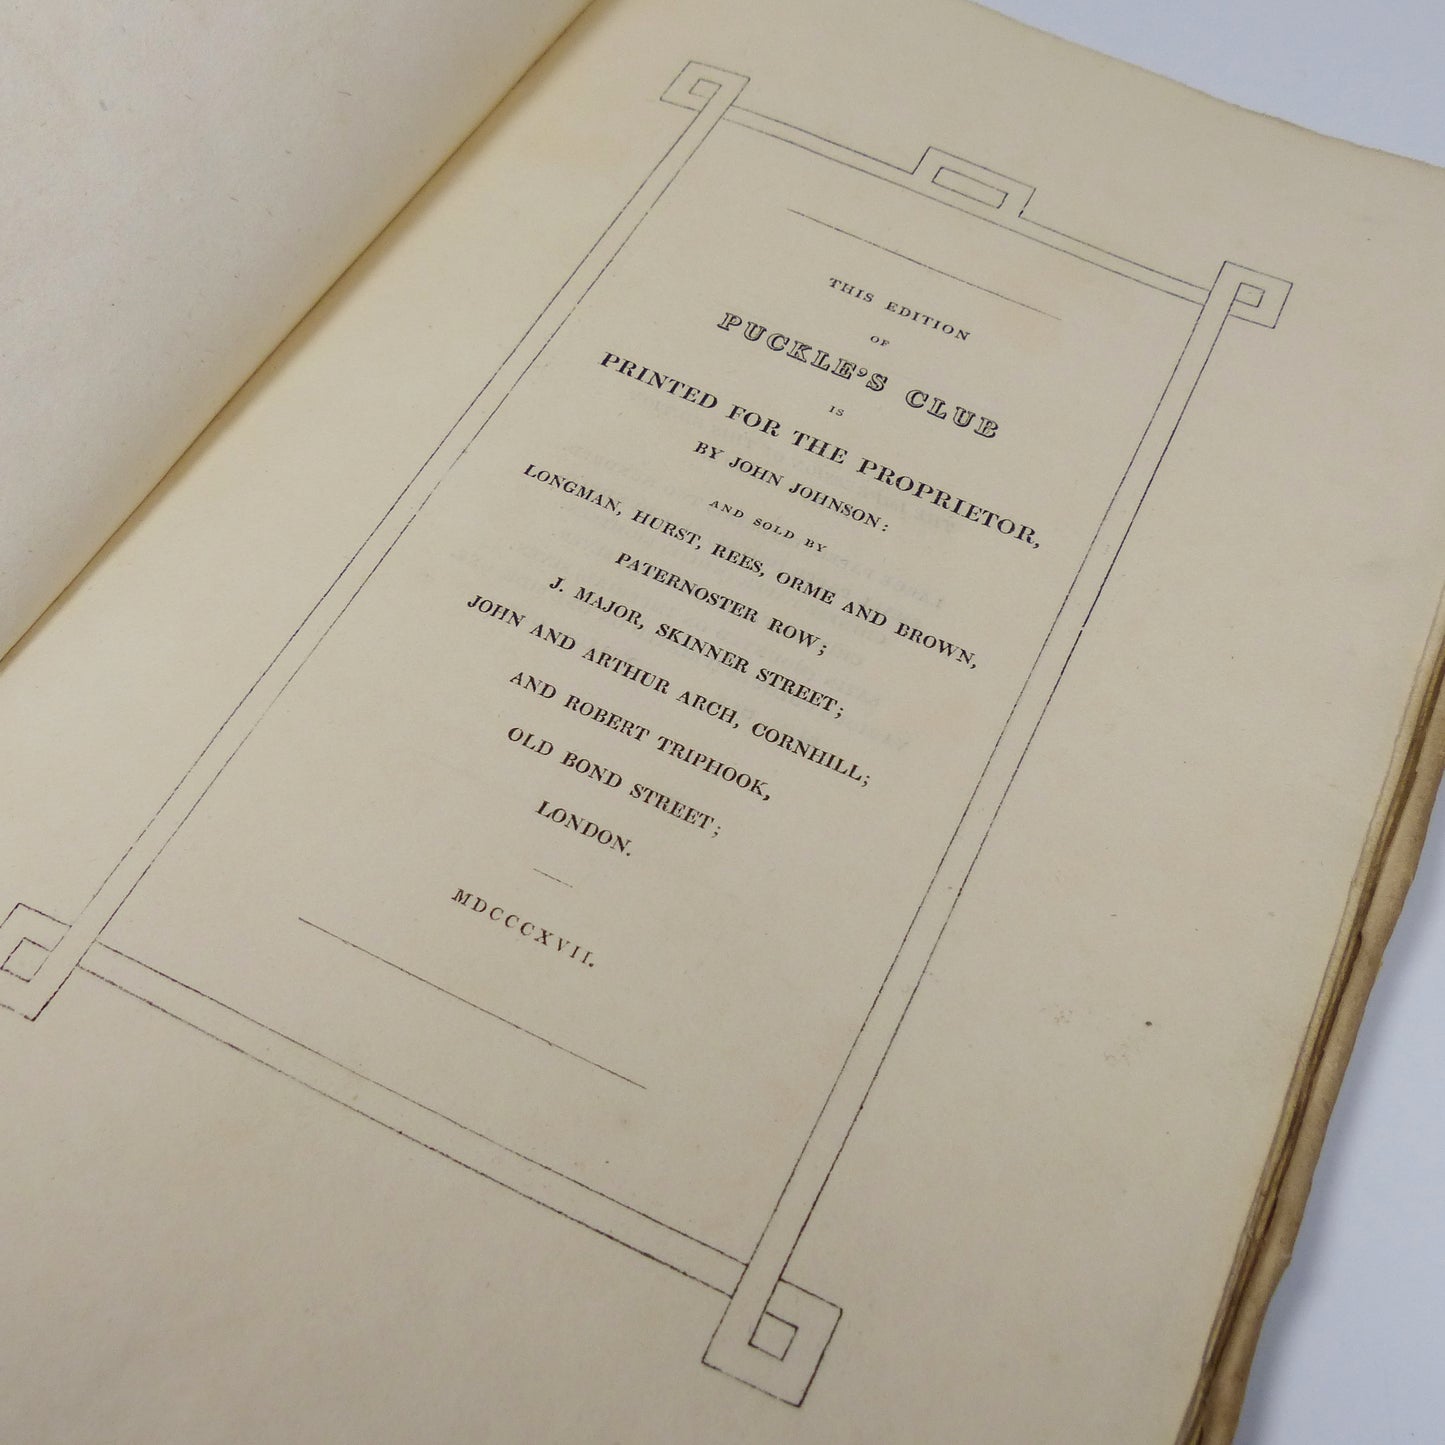 THIS EDITION
OF
PUCKLE'S CLUB
IS
PRINTED FOR THE PROPRIETOR,
BY JOHN JOHNSON:
AND SOLD BY
LONGMAN, HURST, REES, ORME AND BROWN,
PATERNOSTER ROW;
J. MAJOR, SKINNER STREET;
JOHN AND ARTHUR ARCH, CORNHILL;
AND ROBERT TRIPHOOK,
OLD BOND STREET;
LONDON.
MDCCCXVII.